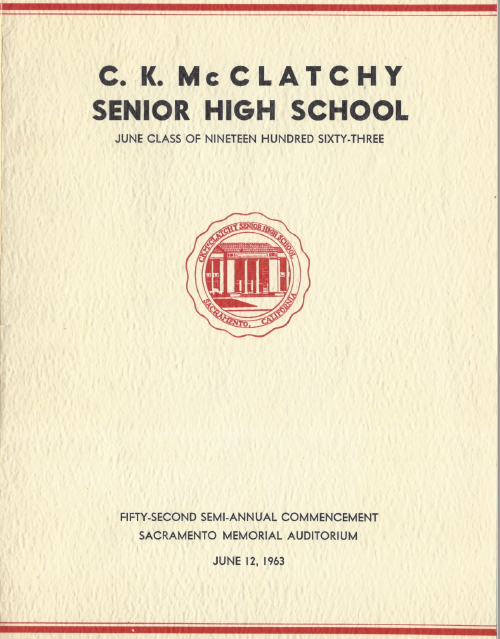 C. K. McCLATCHY
SENIOR HIGH SCHOOL
JUNE CLASS OF NINETEEN HUNDRED SIXTY-THREE
C.K.McCLATCHY SENIOR HIGH SCHOOL
SACRAMENTO, CALIFORNIA
FIFTY-SECOND SEMI-ANNUAL COMMENCEMENT
SACRAMENTO MEMORIAL AUDITORIUM
JUNE 12, 1963